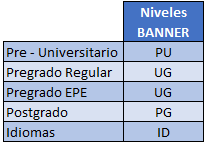 Niveles
BANNER
Pre - Universitario PU
Pregrado Regular UG
Pregrado EPE UG
Postgrado PG
Idiomas ID